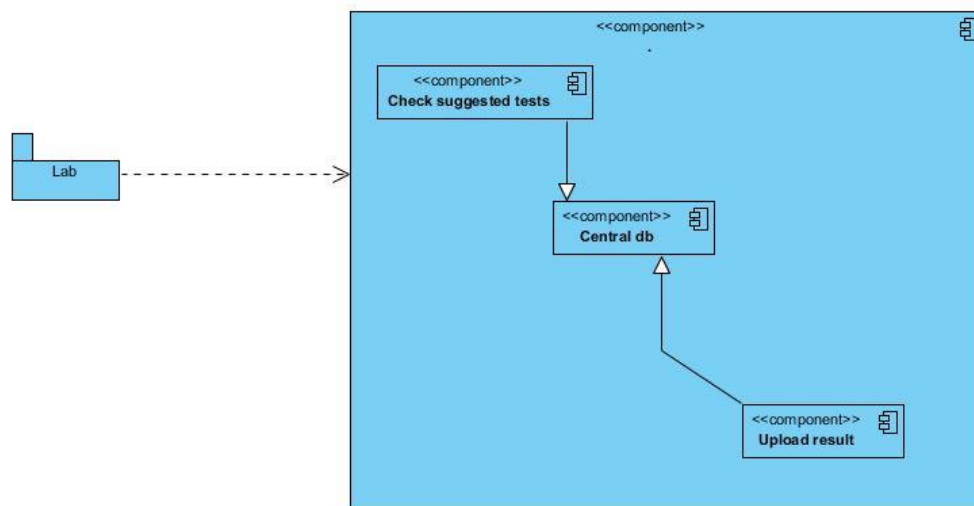 <<component>>
.
<<component>>
Check suggested tests
Lab
<<component>>
Central db
<<component>>
Upload result